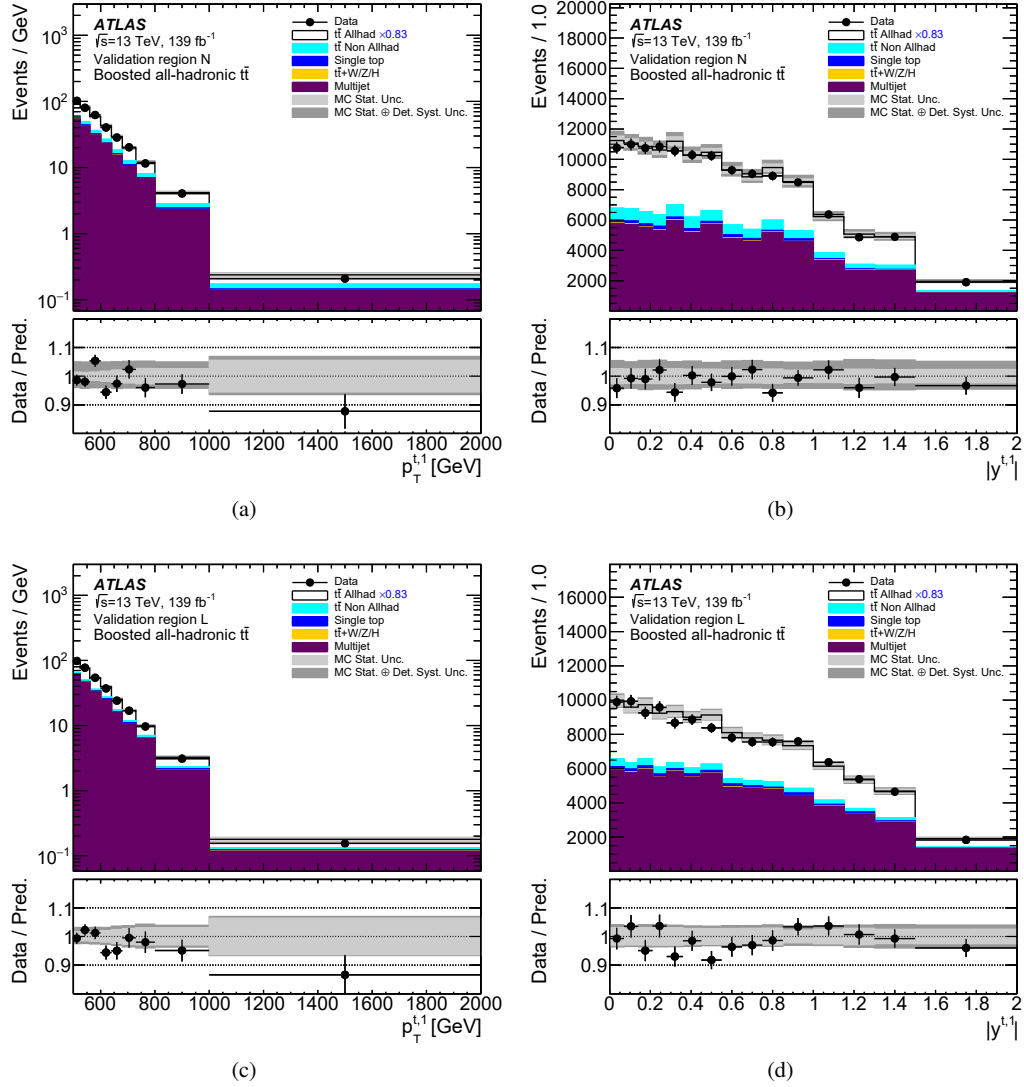 ATLAS
√s=13 TeV, 139 fb⁻¹
Validation region N
Boosted all-hadronic tt̄
Data
tt̄ Allhad ×0.83
tt̄ Non Allhad
Single top
tt̄+W/Z/H
Multijet
MC Stat. Unc.
MC Stat. ⊕ Det. Syst. Unc.
Events / GeV
10³
10²
10
1
10⁻¹
Data / Pred.
1.1
1
0.9
600 800 1000 1200 1400 1600 1800 2000
p_T^{t,1} [GeV]
(a)
ATLAS
√s=13 TeV, 139 fb⁻¹
Validation region N
Boosted all-hadronic tt̄
Data
tt̄ Allhad ×0.83
tt̄ Non Allhad
Single top
tt̄+W/Z/H
Multijet
MC Stat. Unc.
MC Stat. ⊕ Det. Syst. Unc.
Events / 1.0
20000
18000
16000
14000
12000
10000
8000
6000
4000
2000
Data / Pred.
1.1
1
0.9
0 0.2 0.4 0.6 0.8 1 1.2 1.4 1.6 1.8 2
|y^{t,1}|
(b)
ATLAS
√s=13 TeV, 139 fb⁻¹
Validation region L
Boosted all-hadronic tt̄
Data
tt̄ Allhad ×0.83
tt̄ Non Allhad
Single top
tt̄+W/Z/H
Multijet
MC Stat. Unc.
MC Stat. ⊕ Det. Syst. Unc.
Events / GeV
10³
10²
10
1
10⁻¹
Data / Pred.
1.1
1
0.9
600 800 1000 1200 1400 1600 1800 2000
p_T^{t,1} [GeV]
(c)
ATLAS
√s=13 TeV, 139 fb⁻¹
Validation region L
Boosted all-hadronic tt̄
Data
tt̄ Allhad ×0.83
tt̄ Non Allhad
Single top
tt̄+W/Z/H
Multijet
MC Stat. Unc.
MC Stat. ⊕ Det. Syst. Unc.
Events / 1.0
16000
14000
12000
10000
8000
6000
4000
2000
Data / Pred.
1.1
1
0.9
0 0.2 0.4 0.6 0.8 1 1.2 1.4 1.6 1.8 2
|y^{t,1}|
(d)